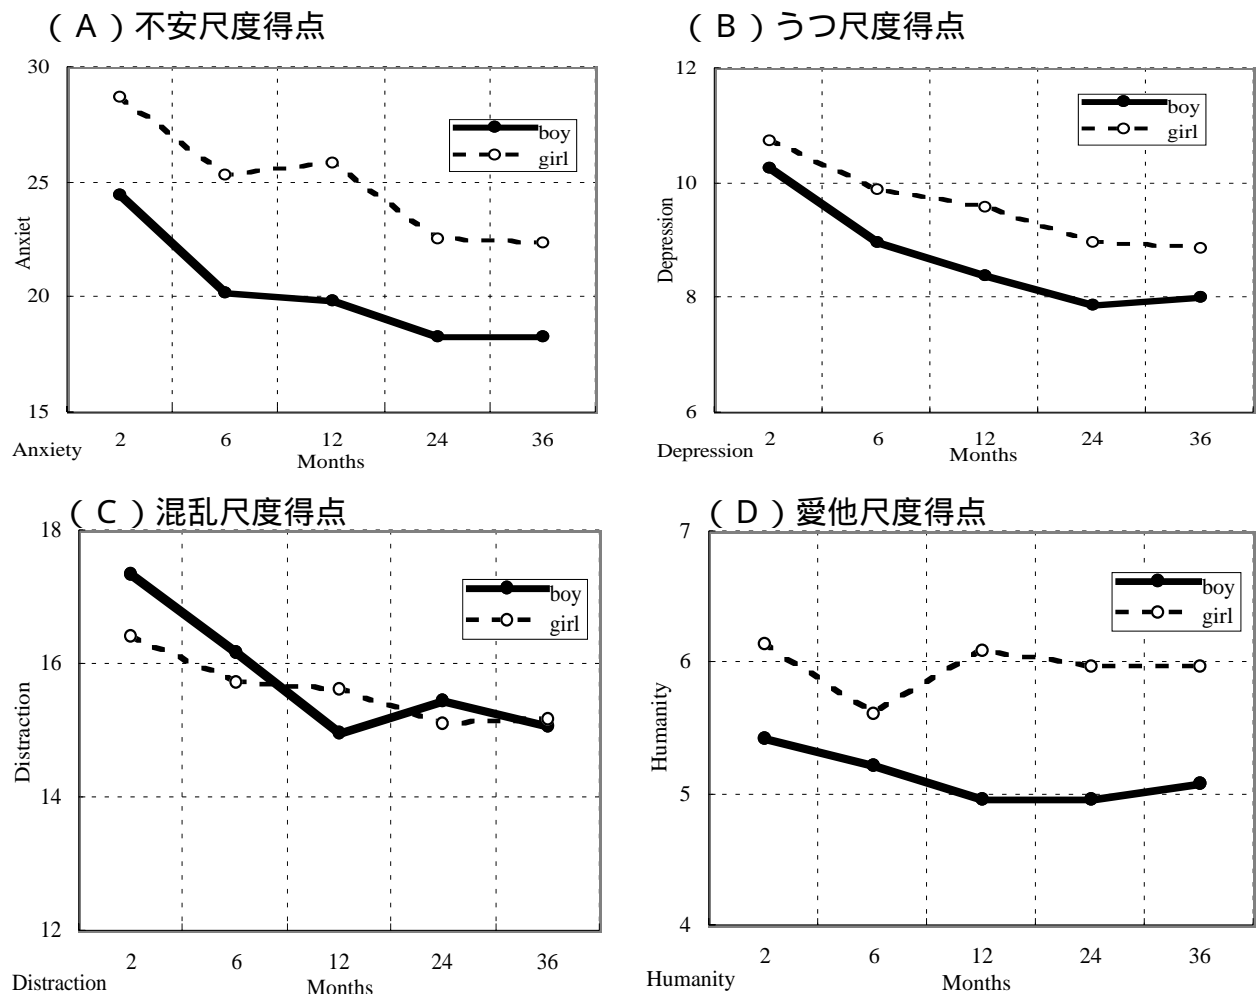 （Ａ）不安尺度得点
30
25
20
15
Anxiet
boy
girl
2 6 12 24 36
Anxiety
Months
（Ｂ）うつ尺度得点
12
10
8
6
Depression
boy
girl
2 6 12 24 36
Depression
Months
（Ｃ）混乱尺度得点
18
16
14
12
Distraction
boy
girl
2 6 12 24 36
Distraction
Months
（Ｄ）愛他尺度得点
7
6
5
4
Humanity
boy
girl
2 6 12 24 36
Humanity
Months